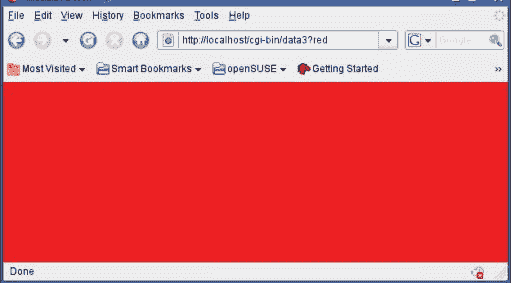 File Edit View History Bookmarks Tools Help
http://localhost/cgi-bin/data3?red G Google
Most Visited Smart Bookmarks openSUSE Getting Started »
Done